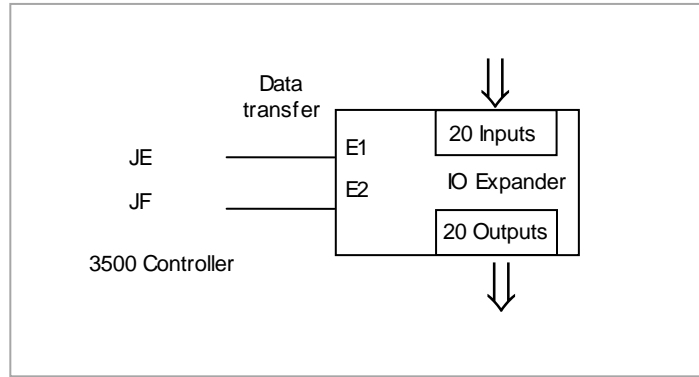 Data
transfer
JE
JF
3500 Controller
E1
E2
20 Inputs
IO Expander
20 Outputs